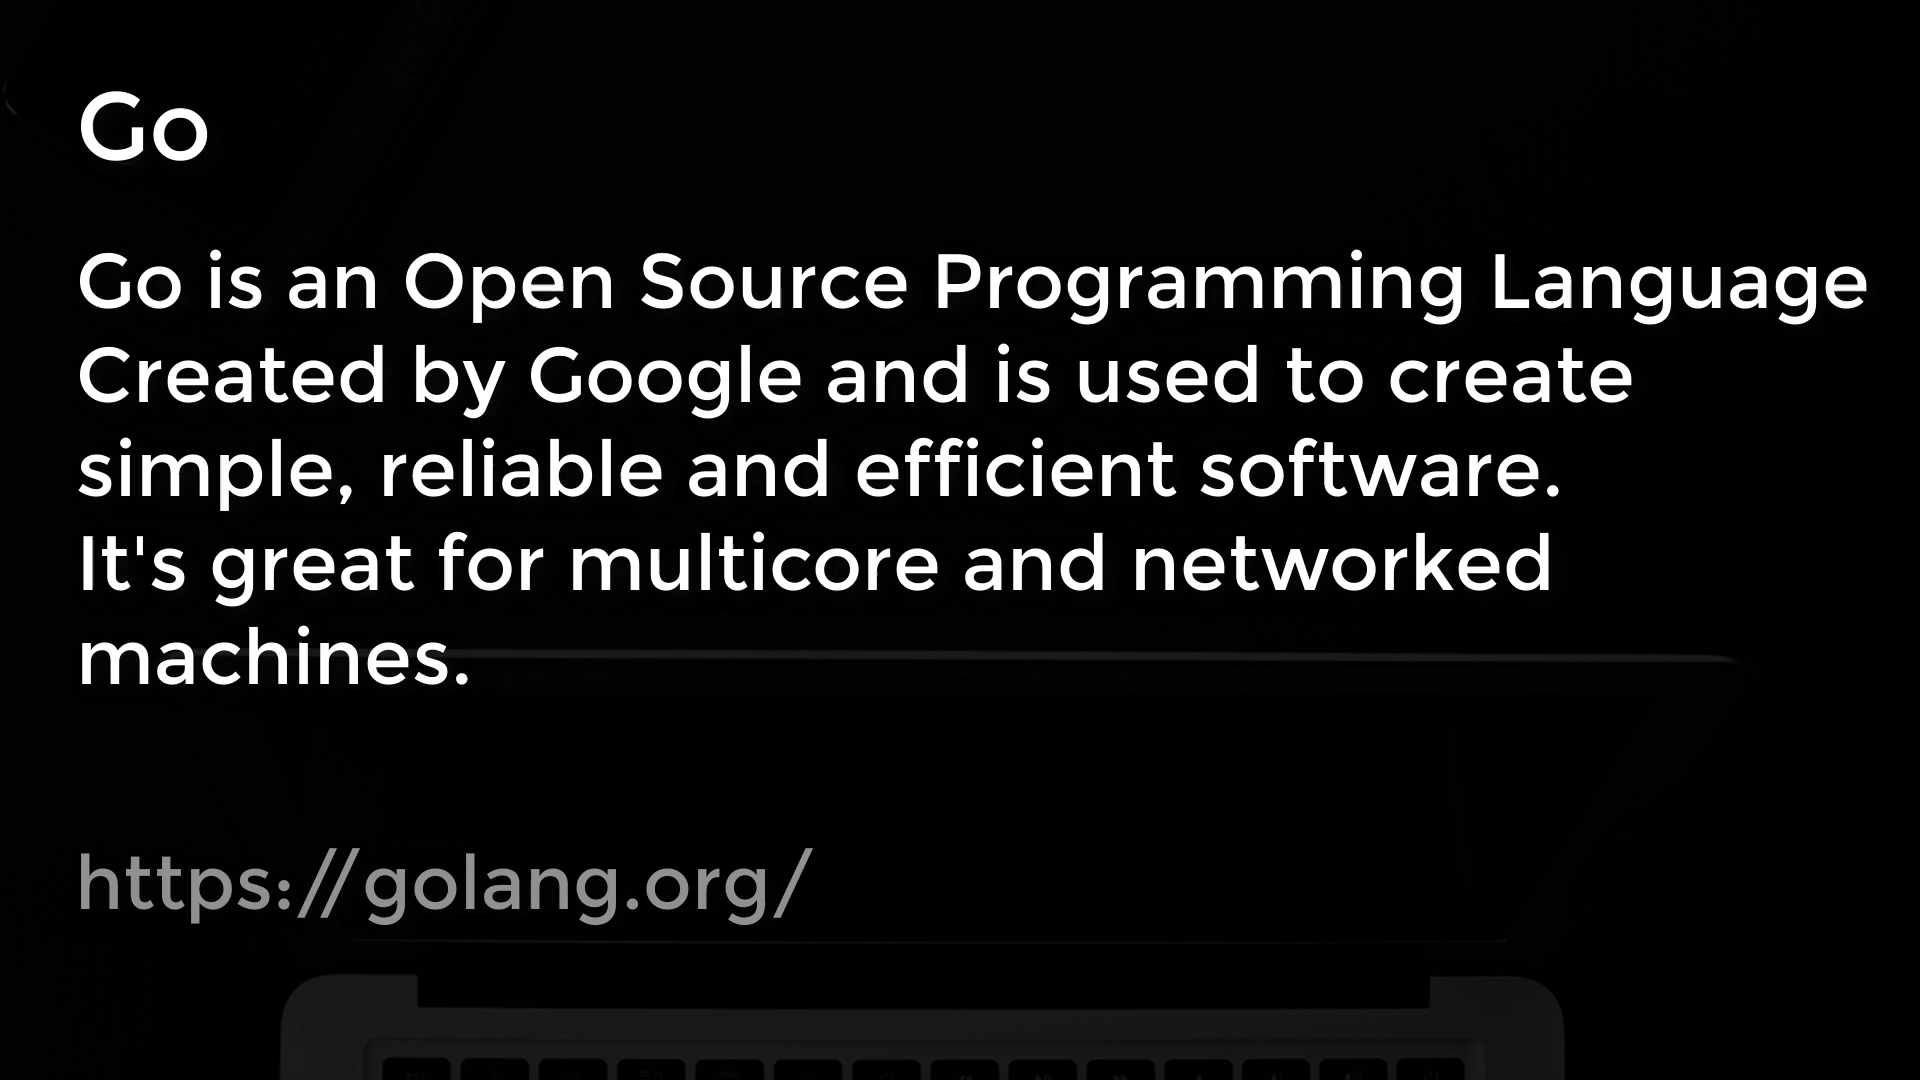 Go
Go is an Open Source Programming Language
Created by Google and is used to create
simple, reliable and efficient software.
It's great for multicore and networked
machines.
https://golang.org/
esc